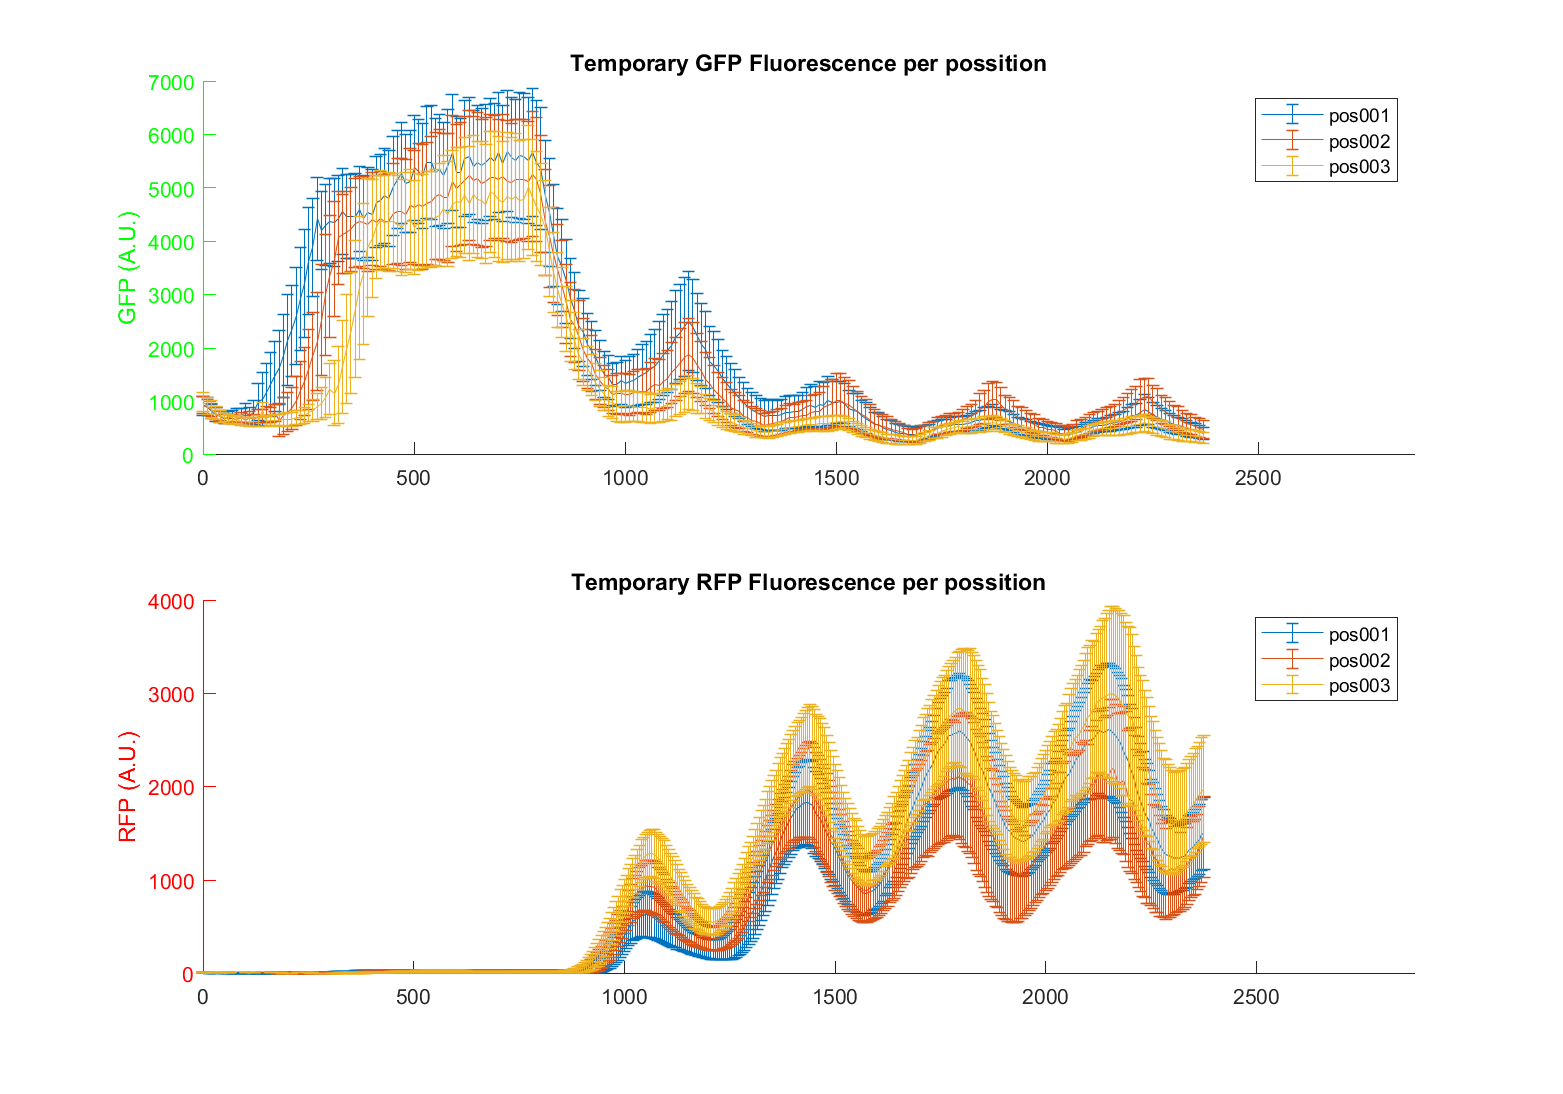 Temporary GFP Fluorescence per possition
7000
6000
5000
4000
3000
2000
1000
0
GFP (A.U.)
0 500 1000 1500 2000 2500
pos001
pos002
pos003
Temporary RFP Fluorescence per possition
4000
3000
2000
1000
0
RFP (A.U.)
0 500 1000 1500 2000 2500
pos001
pos002
pos003